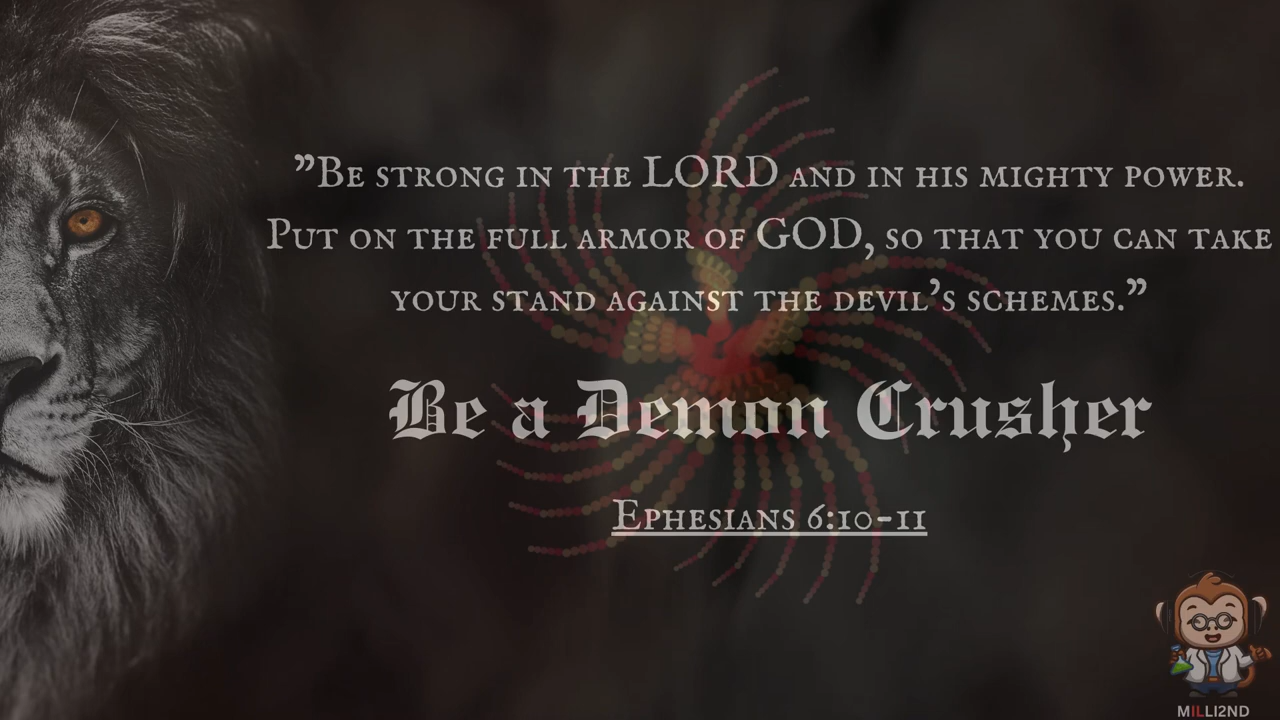 ”Be strong in the LORD and in his mighty power.
Put on the full armor of GOD, so that you can take
your stand against the devil’s schemes.”
Be a Demon Crusher
Ephesians 6:10-11
MILLI2ND